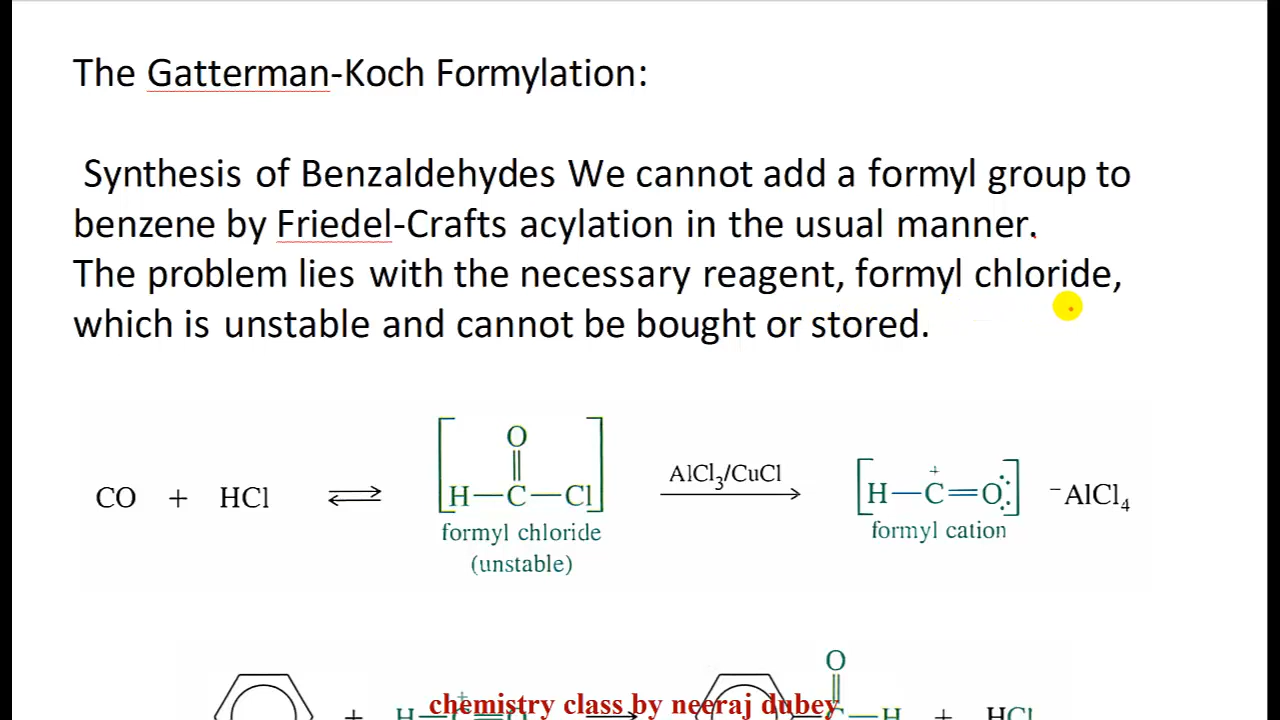 The Gatterman-Koch Formylation:
Synthesis of Benzaldehydes We cannot add a formyl group to
benzene by Friedel-Crafts acylation in the usual manner.
The problem lies with the necessary reagent, formyl chloride,
which is unstable and cannot be bought or stored.
O
CO + HCl ⇌ [H—C—Cl] AlCl₃/CuCl → [H—C⁺=O:] ⁻AlCl₄
formyl chloride formyl cation
(unstable)
O
+ H + HCl
chemistry class by neeraj dubey